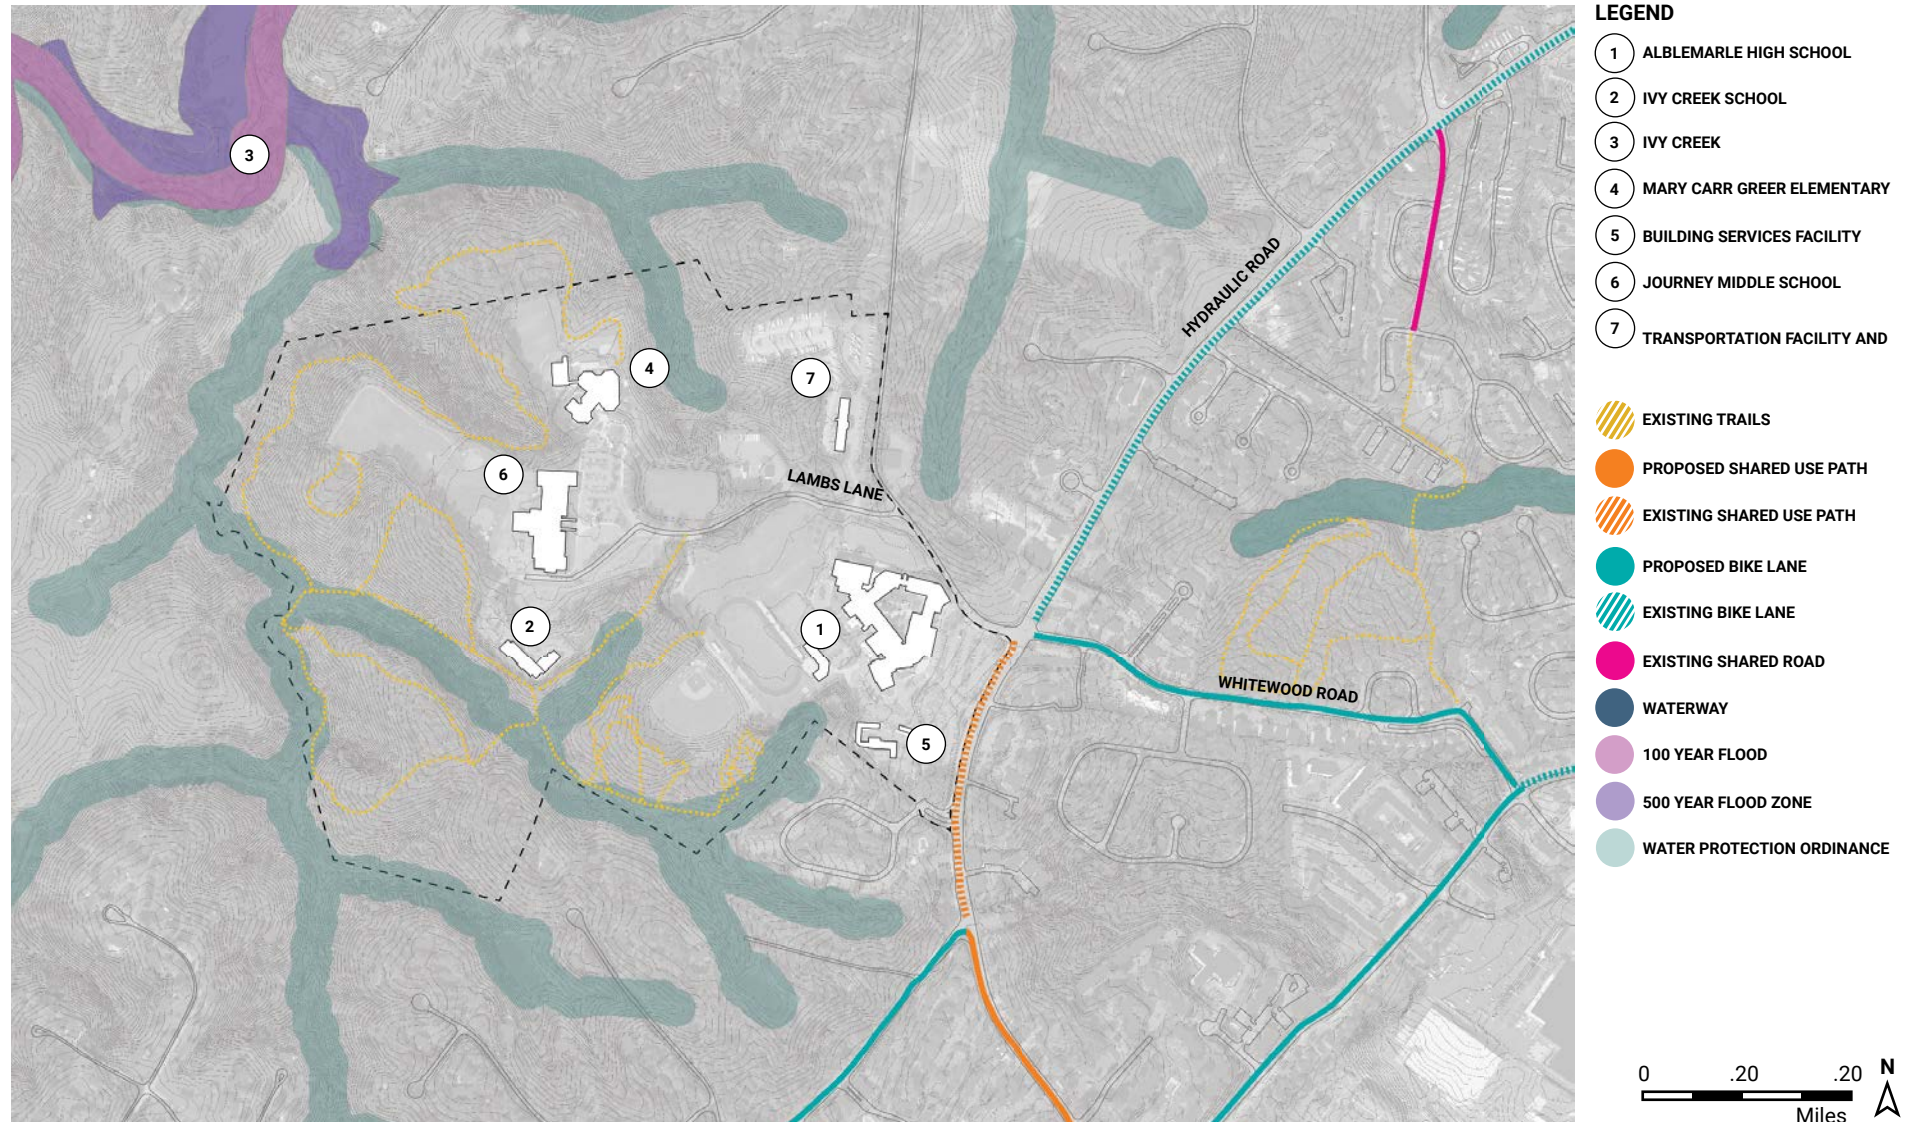 LEGEND
1 ALBLEMARLE HIGH SCHOOL
2 IVY CREEK SCHOOL
3 IVY CREEK
4 MARY CARR GREER ELEMENTARY
5 BUILDING SERVICES FACILITY
6 JOURNEY MIDDLE SCHOOL
7 TRANSPORTATION FACILITY AND
EXISTING TRAILS
PROPOSED SHARED USE PATH
EXISTING SHARED USE PATH
PROPOSED BIKE LANE
EXISTING BIKE LANE
EXISTING SHARED ROAD
WATERWAY
100 YEAR FLOOD
500 YEAR FLOOD ZONE
WATER PROTECTION ORDINANCE
3
HYDRAULIC ROAD
4
7
6
LAMBS LANE
2
1
WHITEWOOD ROAD
5
0 .20 .20
Miles
N